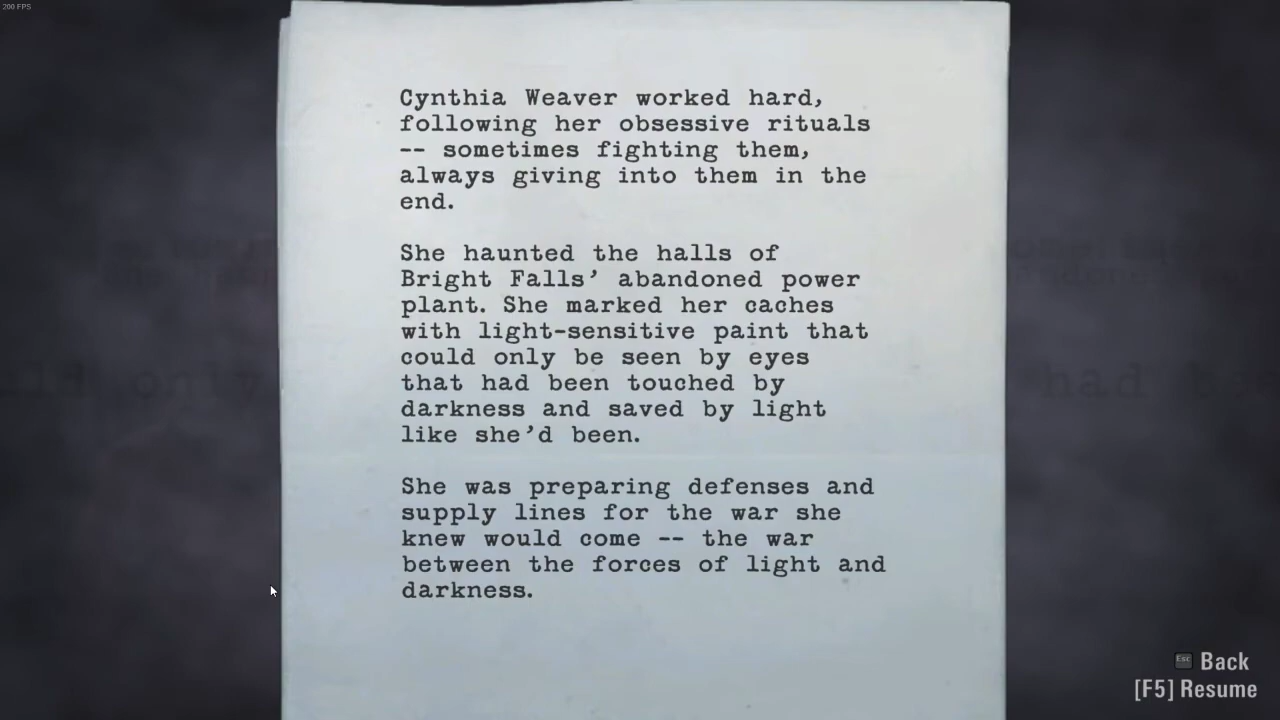 200 FPS
Cynthia Weaver worked hard,
following her obsessive rituals
-- sometimes fighting them,
always giving into them in the
end.
She haunted the halls of
Bright Falls’ abandoned power
plant. She marked her caches
with light-sensitive paint that
could only be seen by eyes
that had been touched by
darkness and saved by light
like she’d been.
She was preparing defenses and
supply lines for the war she
knew would come -- the war
between the forces of light and
darkness.
Esc Back
[F5] Resume